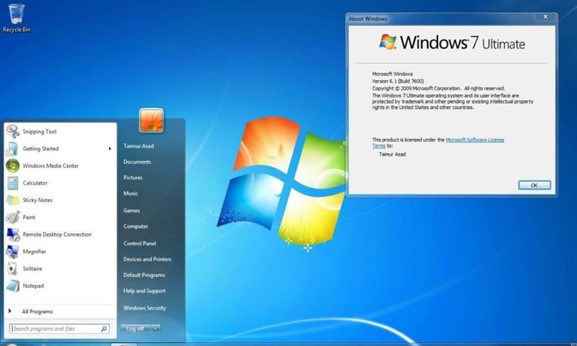 Recycle Bin
About Windows
Windows 7 Ultimate
Microsoft Windows
Version 6.1 (Build 7600)
Copyright © 2009 Microsoft Corporation. All rights reserved.
The Windows 7 Ultimate operating system and its user interface are
protected by trademark and other pending or existing intellectual property
rights in the United States and other countries.
This product is licensed under the Microsoft Software License
Terms to:
Taimur Asad
OK
Snipping Tool
Getting Started
Windows Media Center
Calculator
Sticky Notes
Paint
Remote Desktop Connection
Magnifier
Solitaire
Notepad
All Programs
Search programs and files
Taimur Asad
Documents
Pictures
Music
Games
Computer
Control Panel
Devices and Printers
Default Programs
Help and Support
Windows Security
Log off